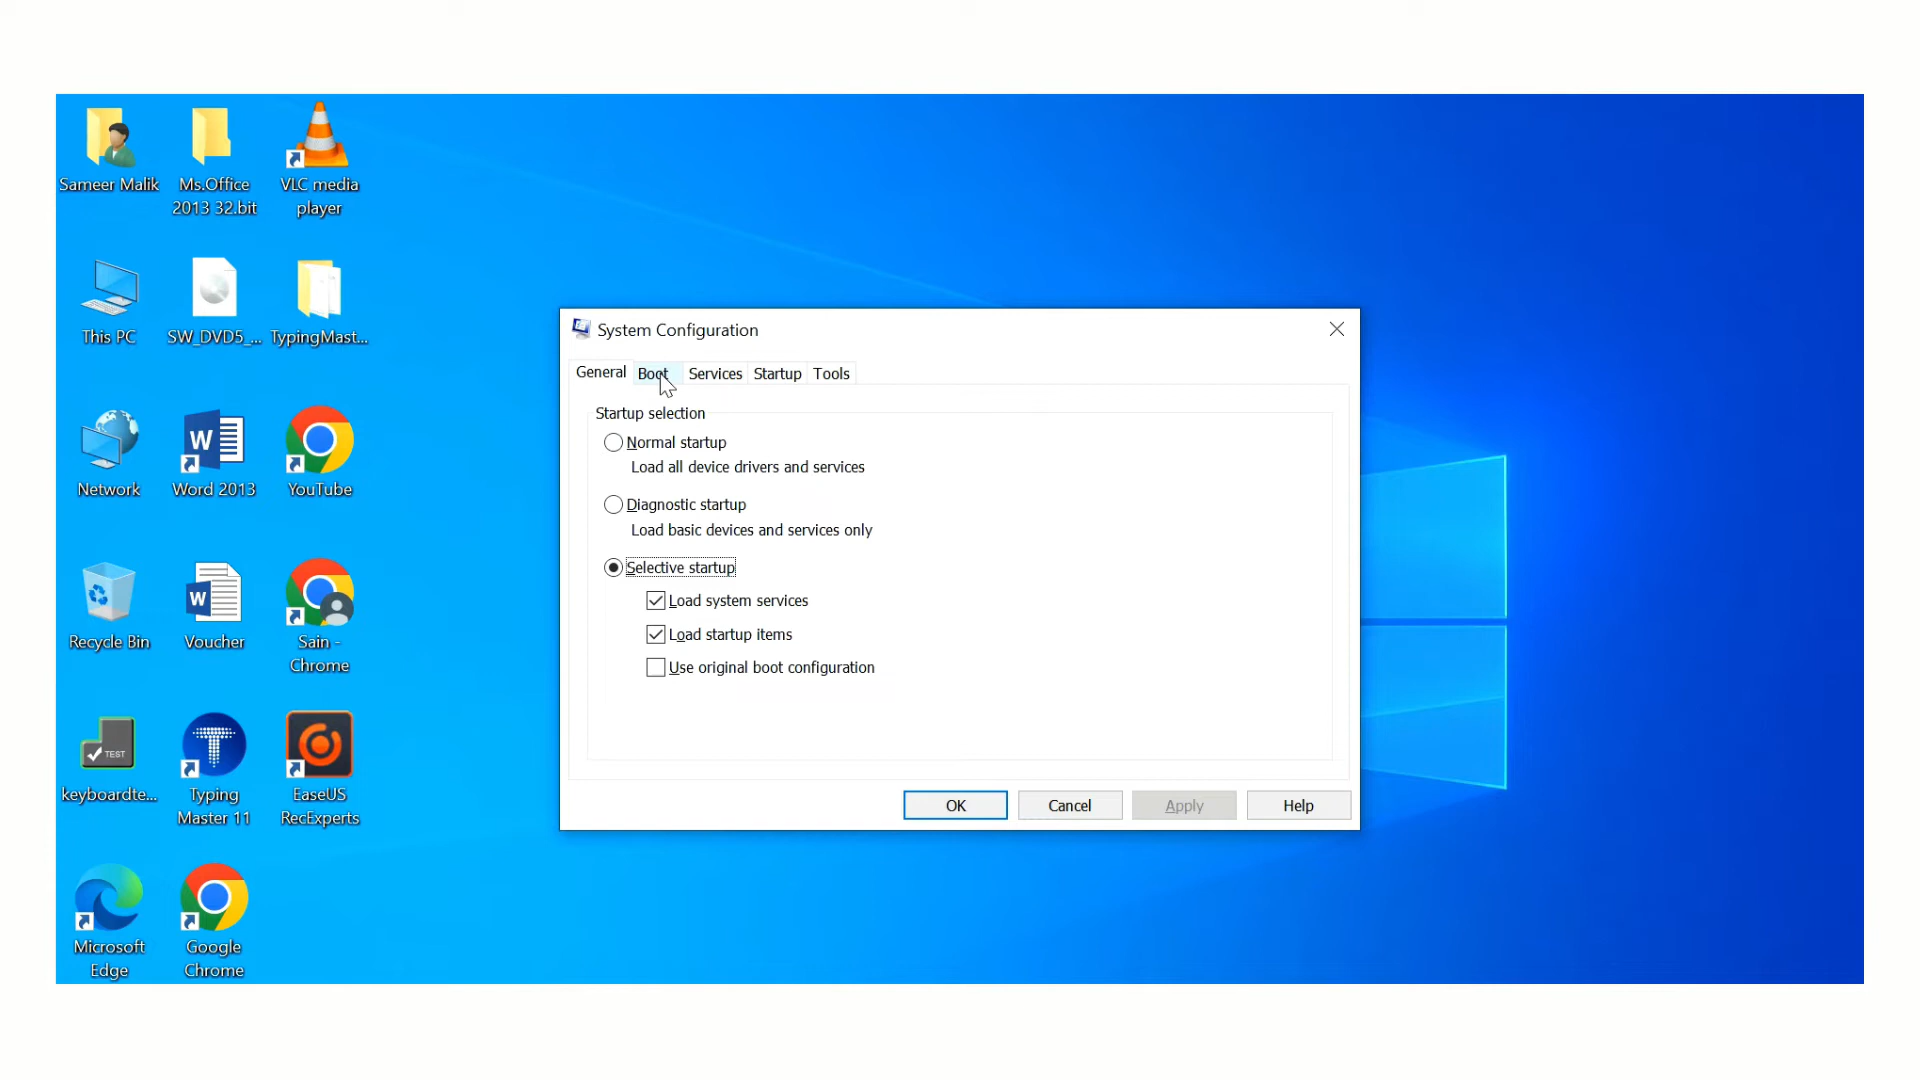 Sameer Malik
Ms.Office
2013 32.bit
VLC media
player
This PC
SW_DVD5_...
TypingMast...
Network
Word 2013
YouTube
Recycle Bin
Voucher
Sain -
Chrome
TEST
keyboardte...
Typing
Master 11
EaseUS
RecExperts
Microsoft
Edge
Google
Chrome
System Configuration
General Boot Services Startup Tools
Startup selection
Normal startup
Load all device drivers and services
Diagnostic startup
Load basic devices and services only
Selective startup
Load system services
Load startup items
Use original boot configuration
OK Cancel Apply Help